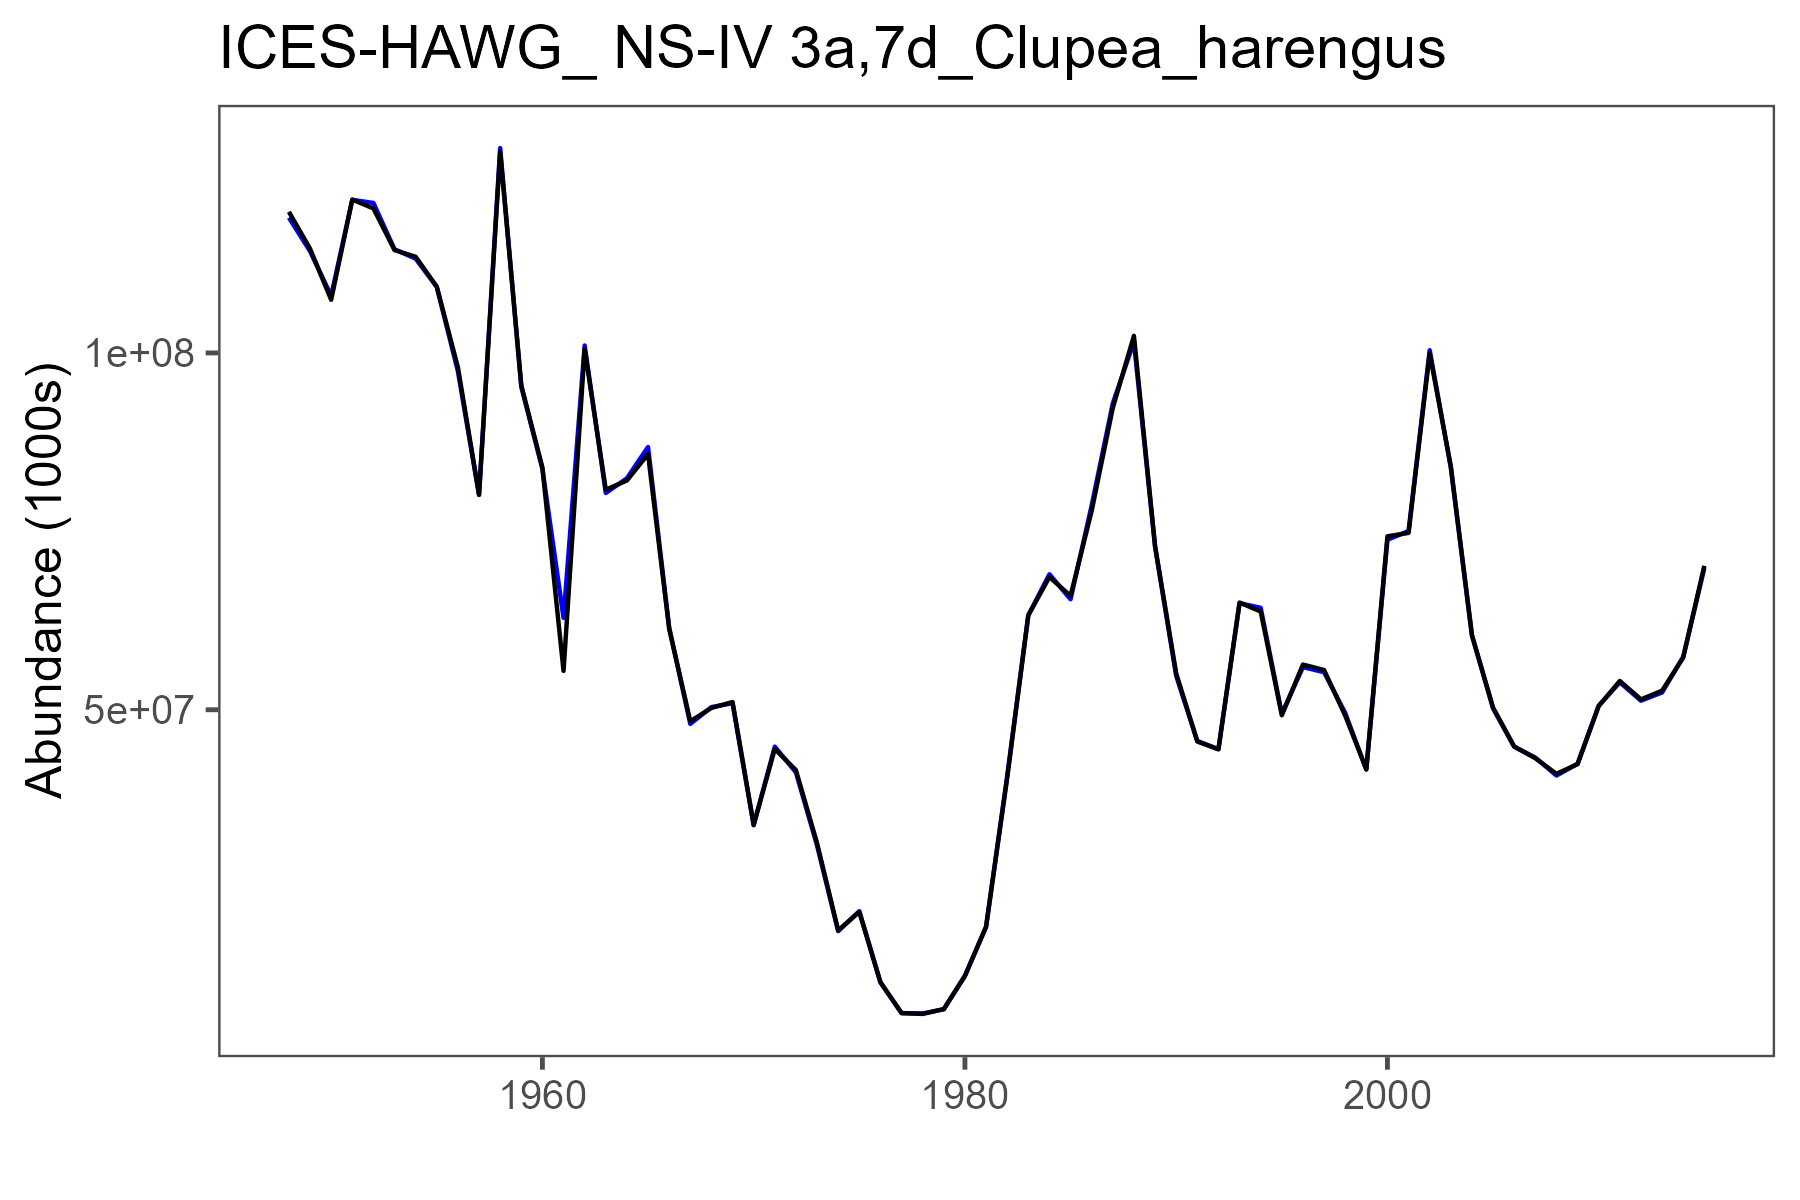 ICES-HAWG_ NS-IV 3a,7d_Clupea_harengus
Abundance (1000s)
1e+08
5e+07
1960
1980
2000